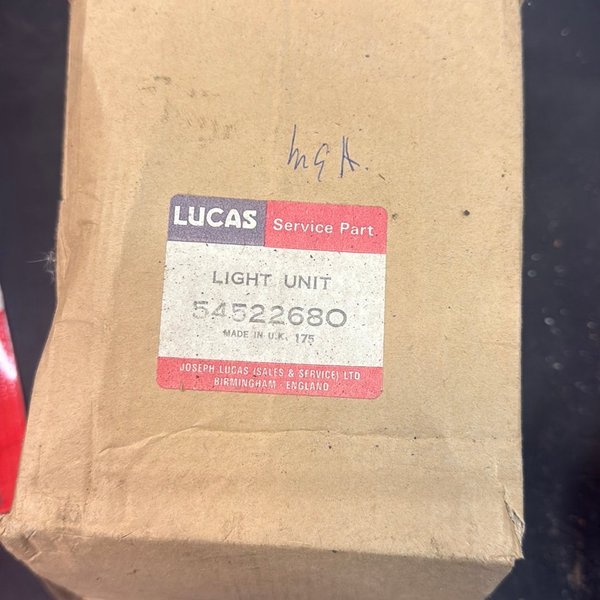 MGA
LUCAS Service Part
LIGHT UNIT
54522680
MADE IN U.K. 175
JOSEPH LUCAS (SALES & SERVICE) LTD
BIRMINGHAM · ENGLAND